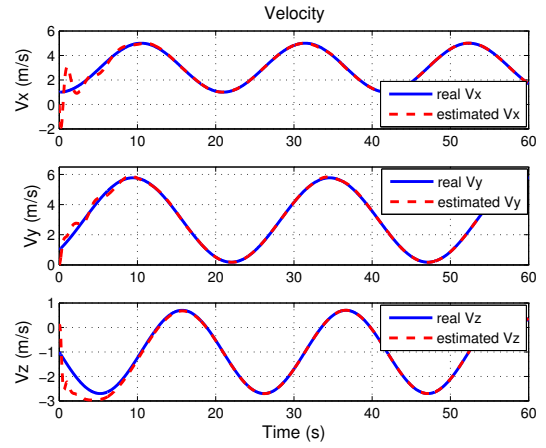 Velocity
6
4
2
0
−2
Vx (m/s)
real Vx
estimated Vx
0 10 20 30 40 50 60
6
4
2
0
Vy (m/s)
real Vy
estimated Vy
0 10 20 30 40 50 60
1
0
−1
−2
−3
Vz (m/s)
real Vz
estimated Vz
0 10 20 30 40 50 60
Time (s)